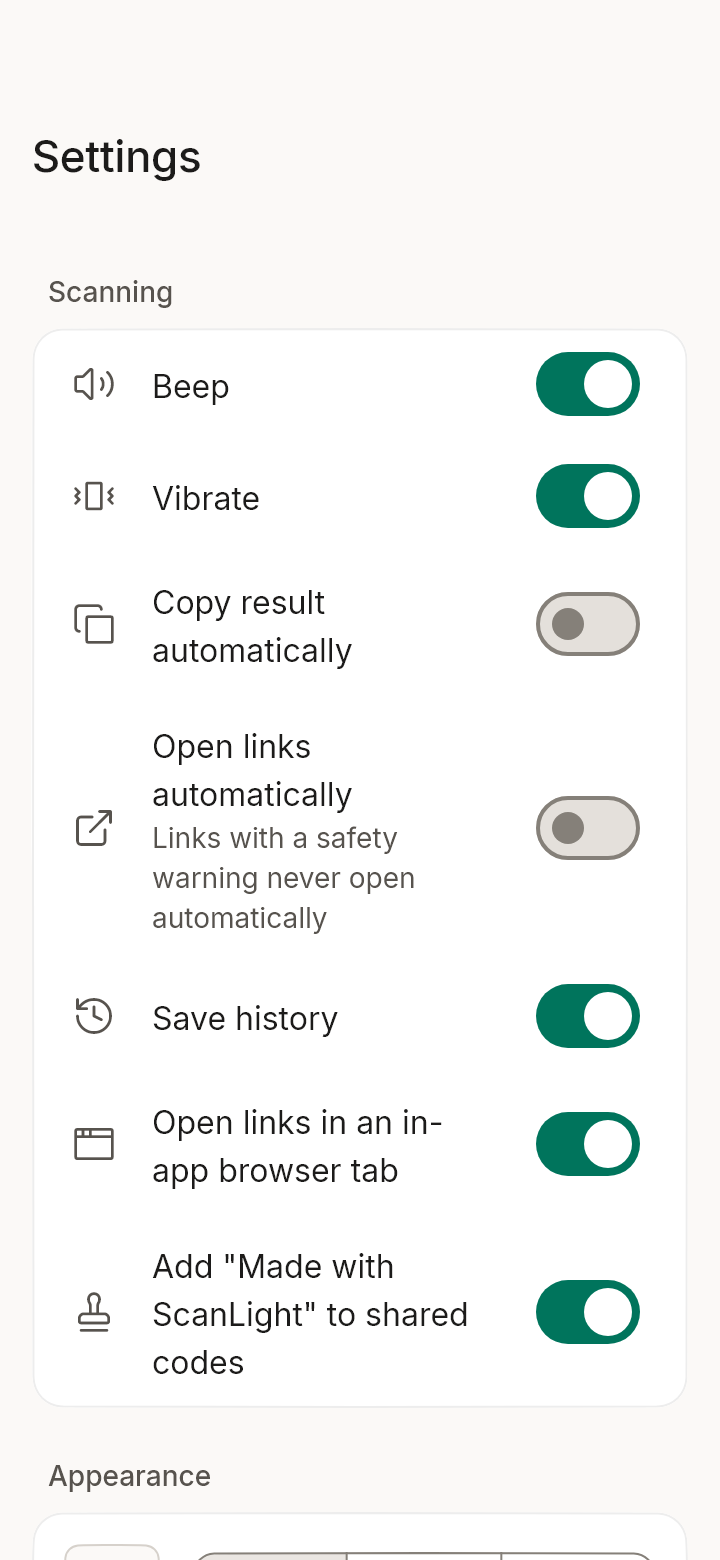 Settings
Scanning
Beep
Vibrate
Copy result
automatically
Open links
automatically
Links with a safety
warning never open
automatically
Save history
Open links in an in-
app browser tab
Add "Made with
ScanLight" to shared
codes
Appearance